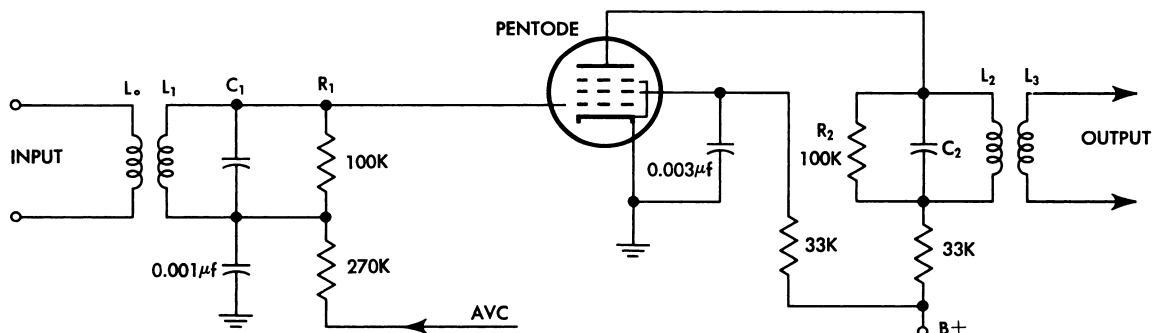 PENTODE
L₀
L₁
C₁
R₁
L₂
L₃
INPUT
100K
0.003μf
R₂
100K
C₂
OUTPUT
0.001μf
270K
33K
33K
AVC
B+